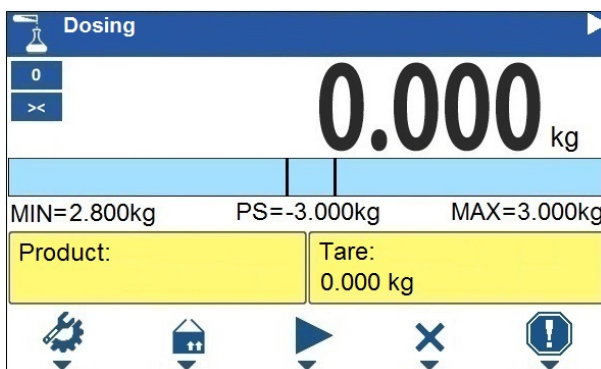 Dosing
0
><
0.000 kg
MIN=2.800kg PS=-3.000kg MAX=3.000kg
Product:
Tare:
0.000 kg